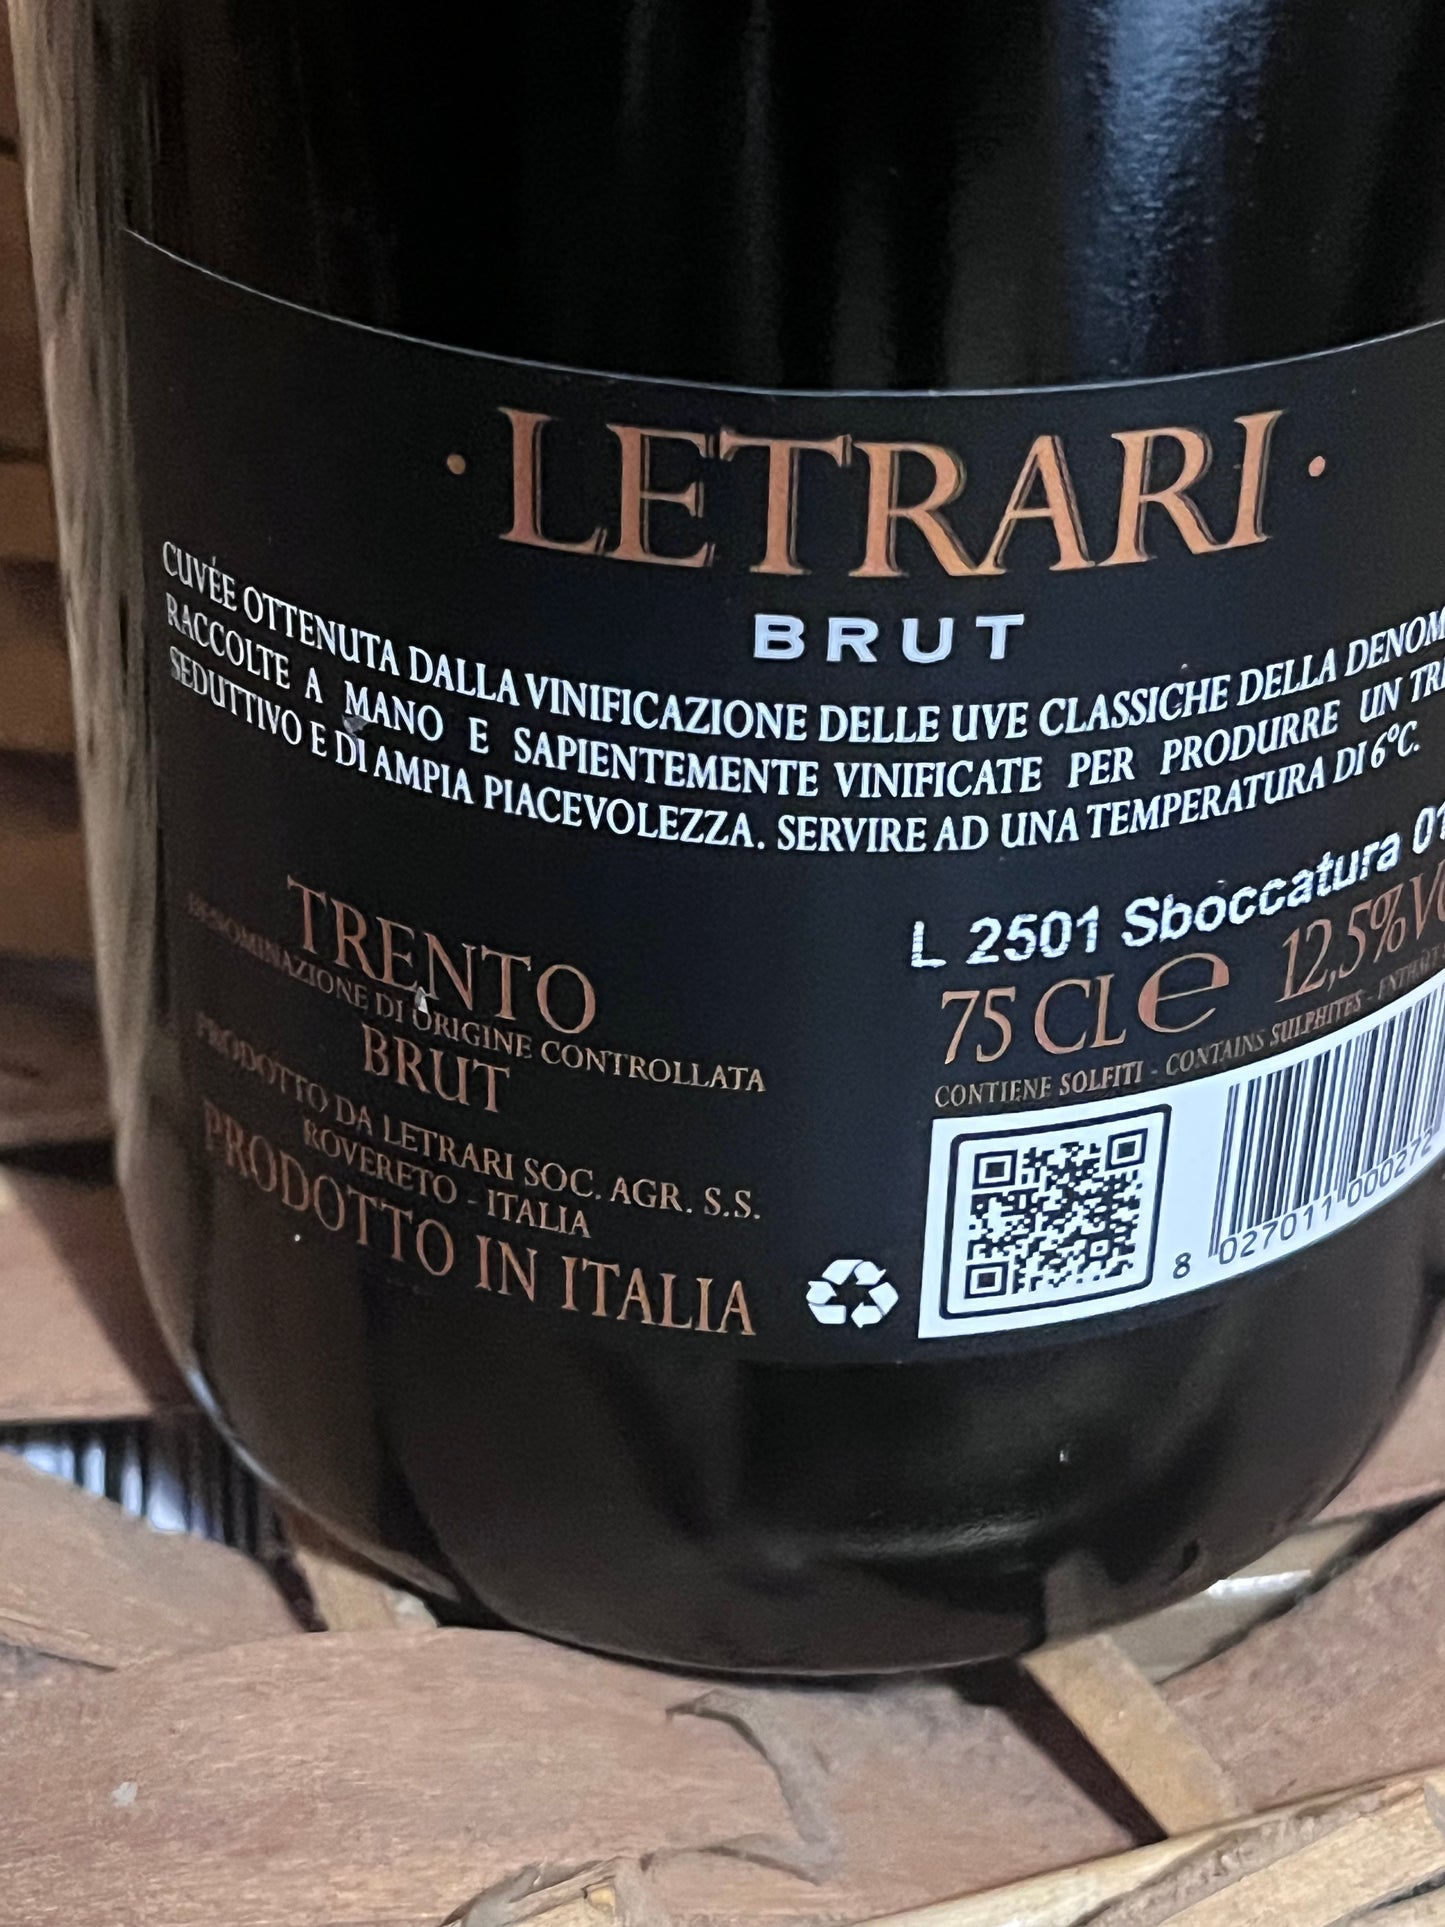 · LETRARI ·
BRUT
CUVÉE OTTENUTA DALLA VINIFICAZIONE DELLE UVE CLASSICHE DELLA
RACCOLTE A MANO E SAPIENTEMENTE VINIFICATE PER PRODURRE UN
SEDUTTIVO E DI AMPIA PIACEVOLEZZA. SERVIRE AD UNA TEMPERATURA DI 6°C.
TRENTO
DENOMINAZIONE DI ORIGINE CONTROLLATA
BRUT
PRODOTTO DA LETRARI SOC. AGR. S.S.
ROVERETO - ITALIA
PRODOTTO IN ITALIA
L 2501 Sboccatura
75 CL e 12,5%
CONTIENE SOLFITI - CONTAINS SULPHITES -
8 027011 000272